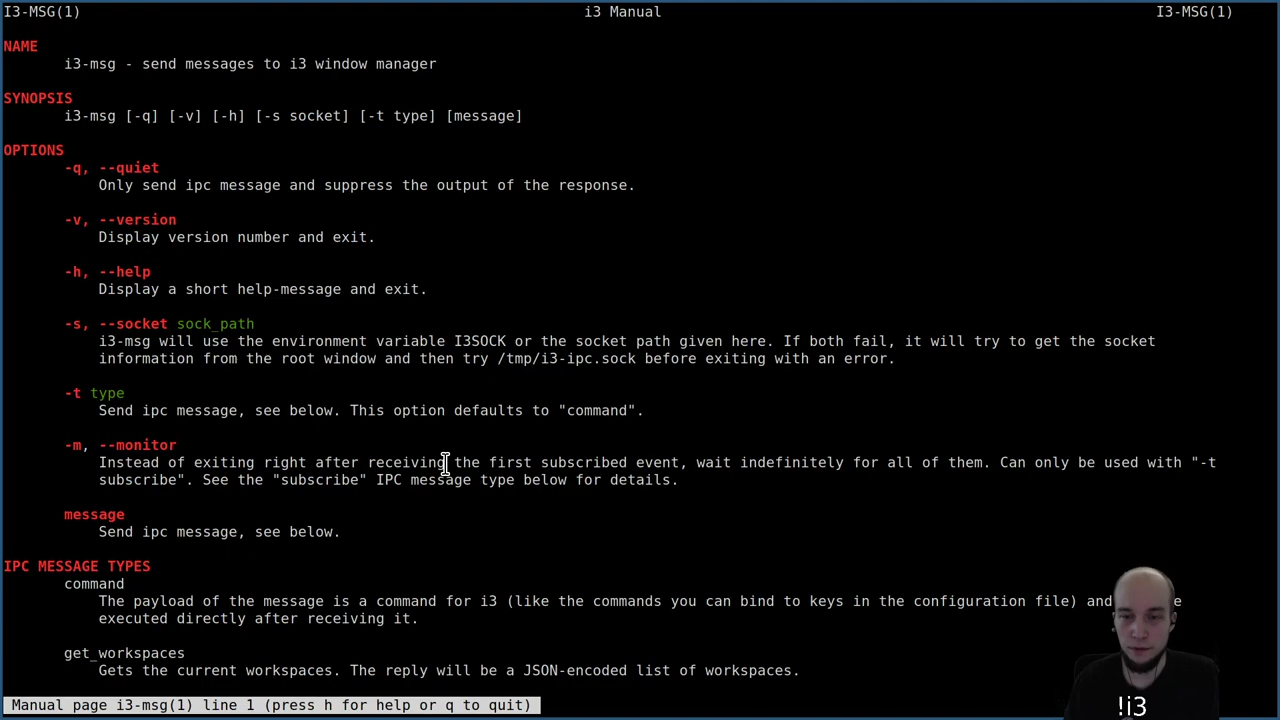 I3-MSG(1) i3 Manual I3-MSG(1)
NAME
i3-msg - send messages to i3 window manager
SYNOPSIS
i3-msg [-q] [-v] [-h] [-s socket] [-t type] [message]
OPTIONS
-q, --quiet
Only send ipc message and suppress the output of the response.
-v, --version
Display version number and exit.
-h, --help
Display a short help-message and exit.
-s, --socket sock_path
i3-msg will use the environment variable I3SOCK or the socket path given here. If both fail, it will try to get the socket
information from the root window and then try /tmp/i3-ipc.sock before exiting with an error.
-t type
Send ipc message, see below. This option defaults to "command".
-m, --monitor
Instead of exiting right after receiving the first subscribed event, wait indefinitely for all of them. Can only be used with "-t
subscribe". See the "subscribe" IPC message type below for details.
message
Send ipc message, see below.
IPC MESSAGE TYPES
command
The payload of the message is a command for i3 (like the commands you can bind to keys in the configuration file) and
executed directly after receiving it.
get_workspaces
Gets the current workspaces. The reply will be a JSON-encoded list of workspaces.
Manual page i3-msg(1) line 1 (press h for help or q to quit)
!i3